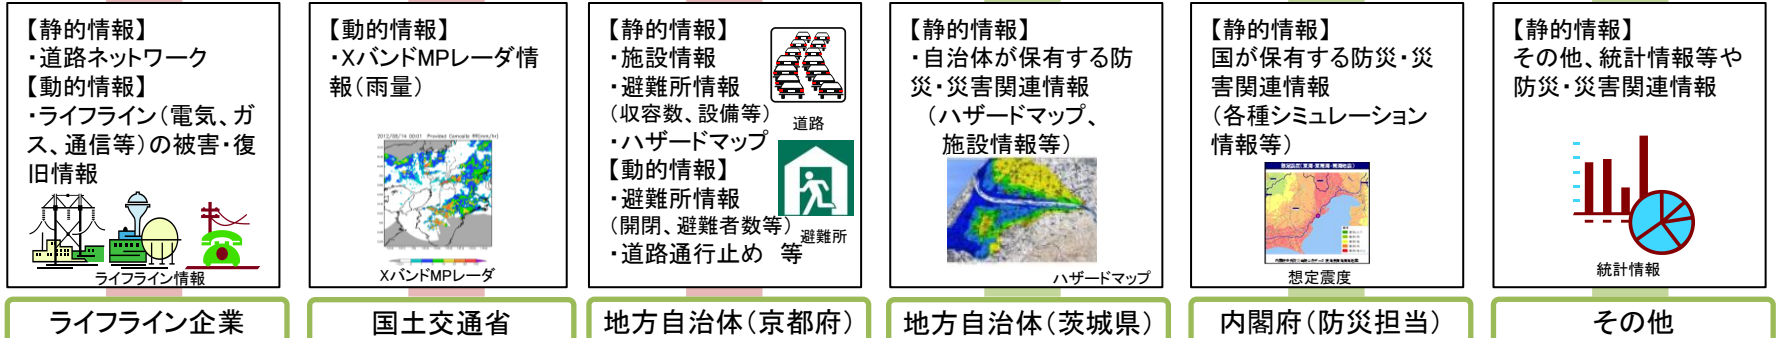 【静的情報】
・道路ネットワーク
【動的情報】
・ライフライン(電気、ガ
ス、通信等)の被害・復
旧情報
ライフライン情報
ライフライン企業
【動的情報】
・XバンドMPレーダ情
報(雨量)
XバンドMPレーダ
国土交通省
【静的情報】
・施設情報
・避難所情報
(収容数、設備等)
・ハザードマップ
【動的情報】
・避難所情報
(開閉、避難者数等)
・道路通行止め 等
道路
避難所
地方自治体(京都府)
【静的情報】
・自治体が保有する防
災・災害関連情報
(ハザードマップ、
施設情報等)
ハザードマップ
地方自治体(茨城県)
【静的情報】
国が保有する防災・災
害関連情報
(各種シミュレーション
情報等)
想定震度
内閣府(防災担当)
【静的情報】
その他、統計情報等や
防災・災害関連情報
統計情報
その他